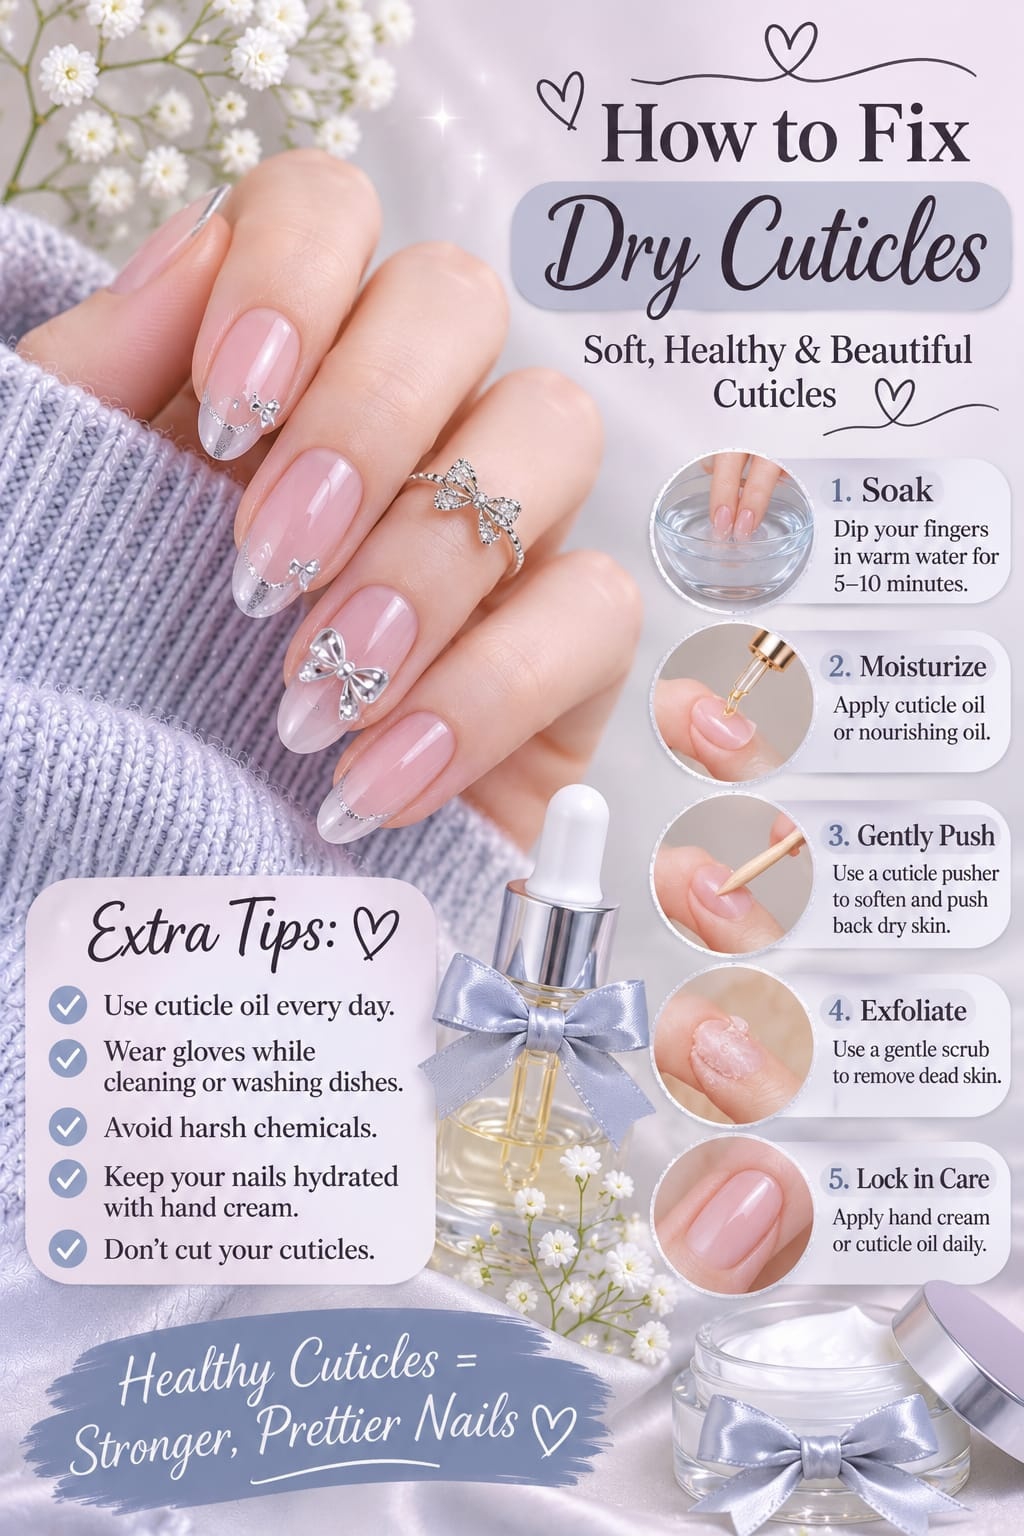 How to Fix
Dry Cuticles
Soft, Healthy & Beautiful
Cuticles
1. Soak
Dip your fingers
in warm water for
5–10 minutes.
2. Moisturize
Apply cuticle oil
or nourishing oil.
3. Gently Push
Use a cuticle pusher
to soften and push
back dry skin.
4. Exfoliate
Use a gentle scrub
to remove dead skin.
5. Lock in Care
Apply hand cream
or cuticle oil daily.
Extra Tips:
Use cuticle oil every day.
Wear gloves while
cleaning or washing dishes.
Avoid harsh chemicals.
Keep your nails hydrated
with hand cream.
Don't cut your cuticles.
Healthy Cuticles =
Stronger, Prettier Nails